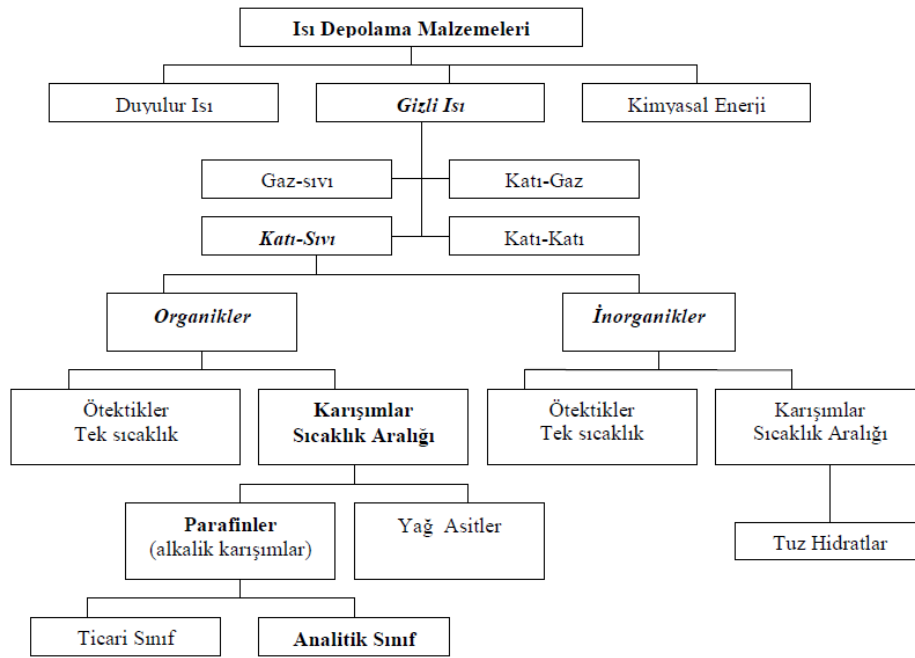 Isı Depolama Malzemeleri
Duyulur Isı
Gizli Isı
Kimyasal Enerji
Gaz-sıvı
Katı-Gaz
Katı-Sıvı
Katı-Katı
Organikler
İnorganikler
Ötektikler
Tek sıcaklık
Karışımlar
Sıcaklık Aralığı
Ötektikler
Tek sıcaklık
Karışımlar
Sıcaklık Aralığı
Parafinler
(alkalik karışımlar)
Yağ Asitler
Tuz Hidratlar
Ticari Sınıf
Analitik Sınıf